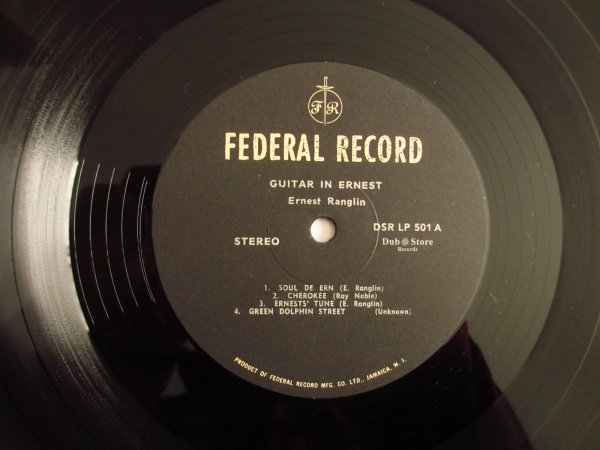 FR
FEDERAL RECORD
GUITAR IN ERNEST
Ernest Ranglin
DSR LP 501 A
STEREO
Dub Store
Records
1. SOUL DE ERN (E. Ranglin)
2. CHEROKEE (Ray Noble)
3. ERNESTS' TUNE (E. Ranglin)
4. GREEN DOLPHIN STREET (Unknown)
PRODUCT OF FEDERAL RECORD MFG. CO. LTD., JAMAICA, W. I.